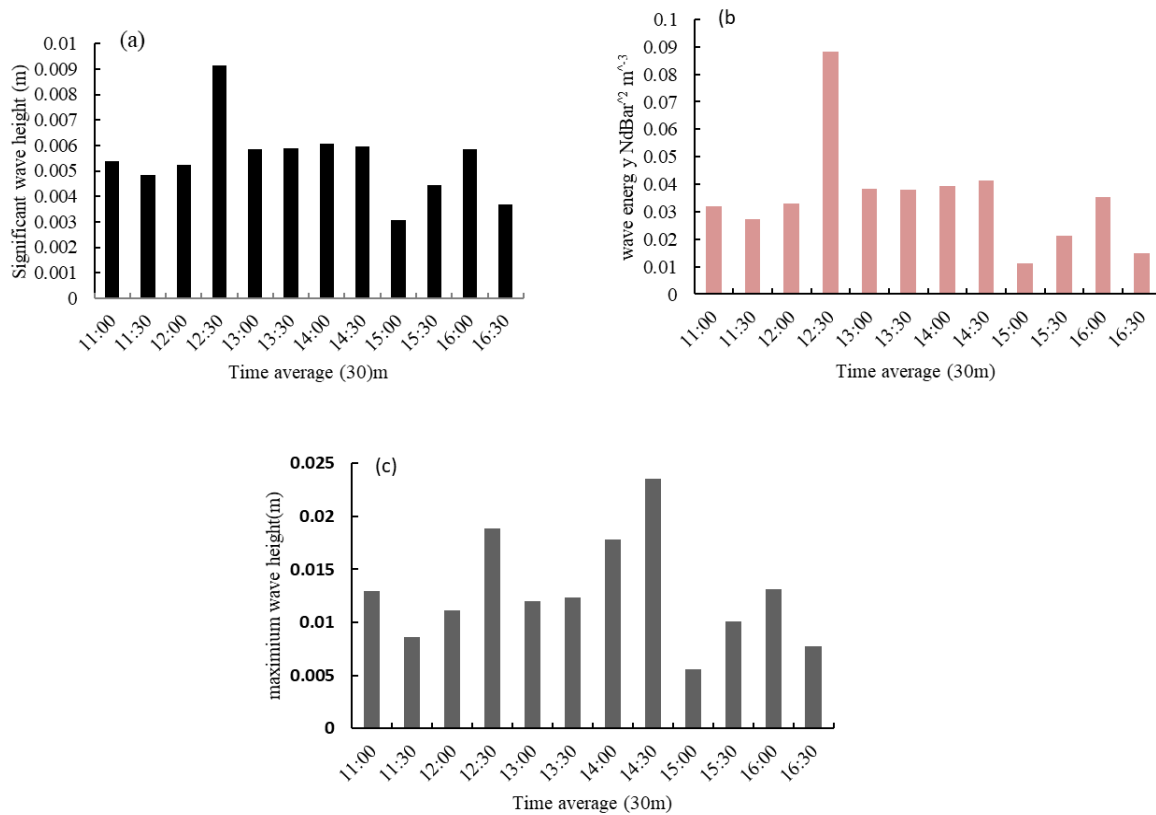 (a)
Significant wave height (m)
0.01
0.009
0.008
0.007
0.006
0.005
0.004
0.003
0.002
0.001
0
11:00 11:30 12:00 12:30 13:00 13:30 14:00 14:30 15:00 15:30 16:00 16:30
Time average (30)m
(b
wave energ y NdBar^2 m^-3
0.1
0.09
0.08
0.07
0.06
0.05
0.04
0.03
0.02
0.01
0
11:00 11:30 12:00 12:30 13:00 13:30 14:00 14:30 15:00 15:30 16:00 16:30
Time average (30m)
(c)
maximium wave height(m)
0.025
0.02
0.015
0.01
0.005
0
11:00 11:30 12:00 12:30 13:00 13:30 14:00 14:30 15:00 15:30 16:00 16:30
Time average (30m)